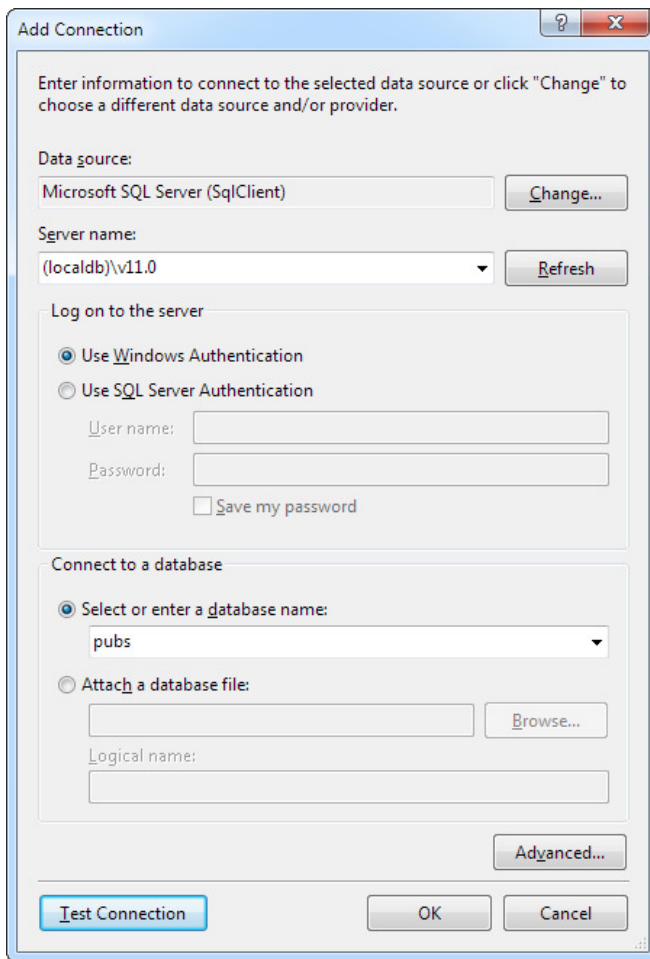 Add Connection
?
Enter information to connect to the selected data source or click "Change" to
choose a different data source and/or provider.
Data source:
Microsoft SQL Server (SqlClient)
Change...
Server name:
(localdb)\v11.0
Refresh
Log on to the server
Use Windows Authentication
Use SQL Server Authentication
User name:
Password:
Save my password
Connect to a database
Select or enter a database name:
pubs
Attach a database file:
Browse...
Logical name:
Advanced...
Test Connection
OK
Cancel